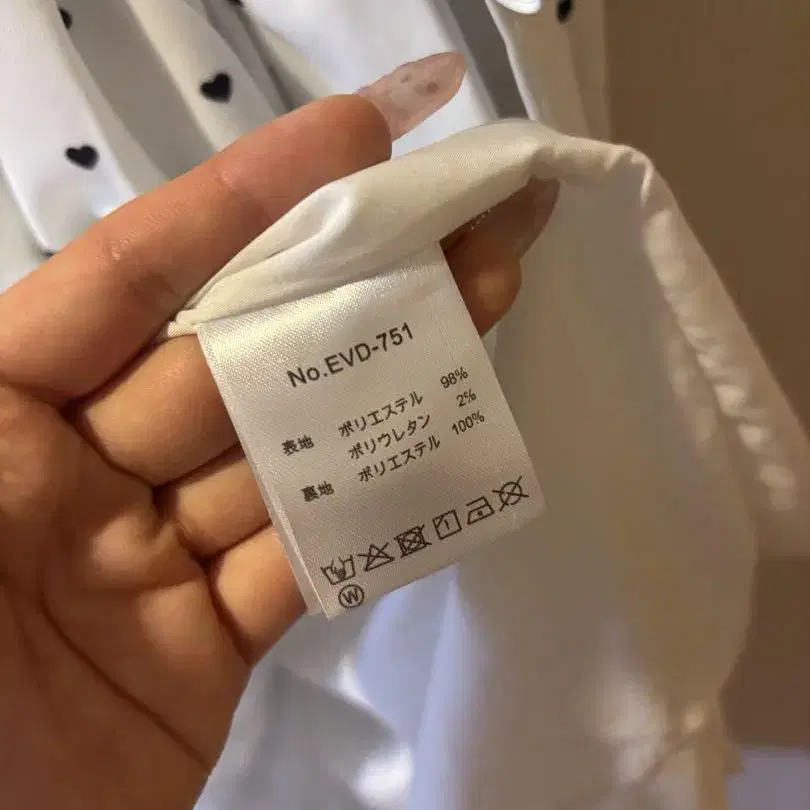 No.EVD-751
表地 ポリエステル 98%
ポリウレタン 2%
裏地 ポリエステル 100%
W